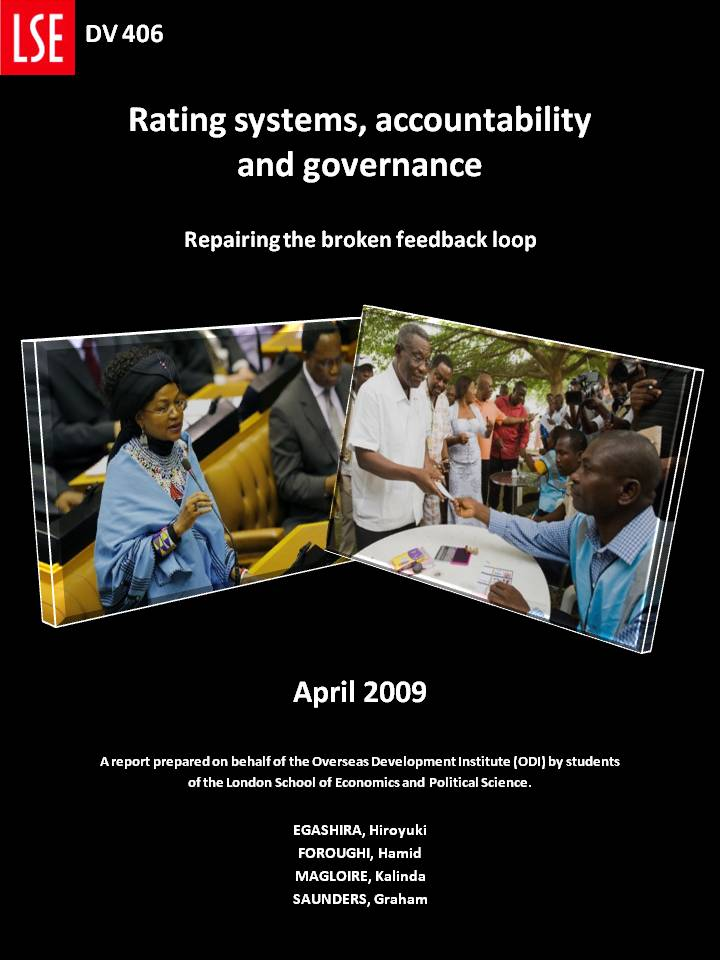 LSE
DV 406
Rating systems, accountability
and governance
Repairing the broken feedback loop
April 2009
A report prepared on behalf of the Overseas Development Institute (ODI) by students
of the London School of Economics and Political Science.
EGASHIRA, Hiroyuki
FOROUGHI, Hamid
MAGLOIRE, Kalinda
SAUNDERS, Graham